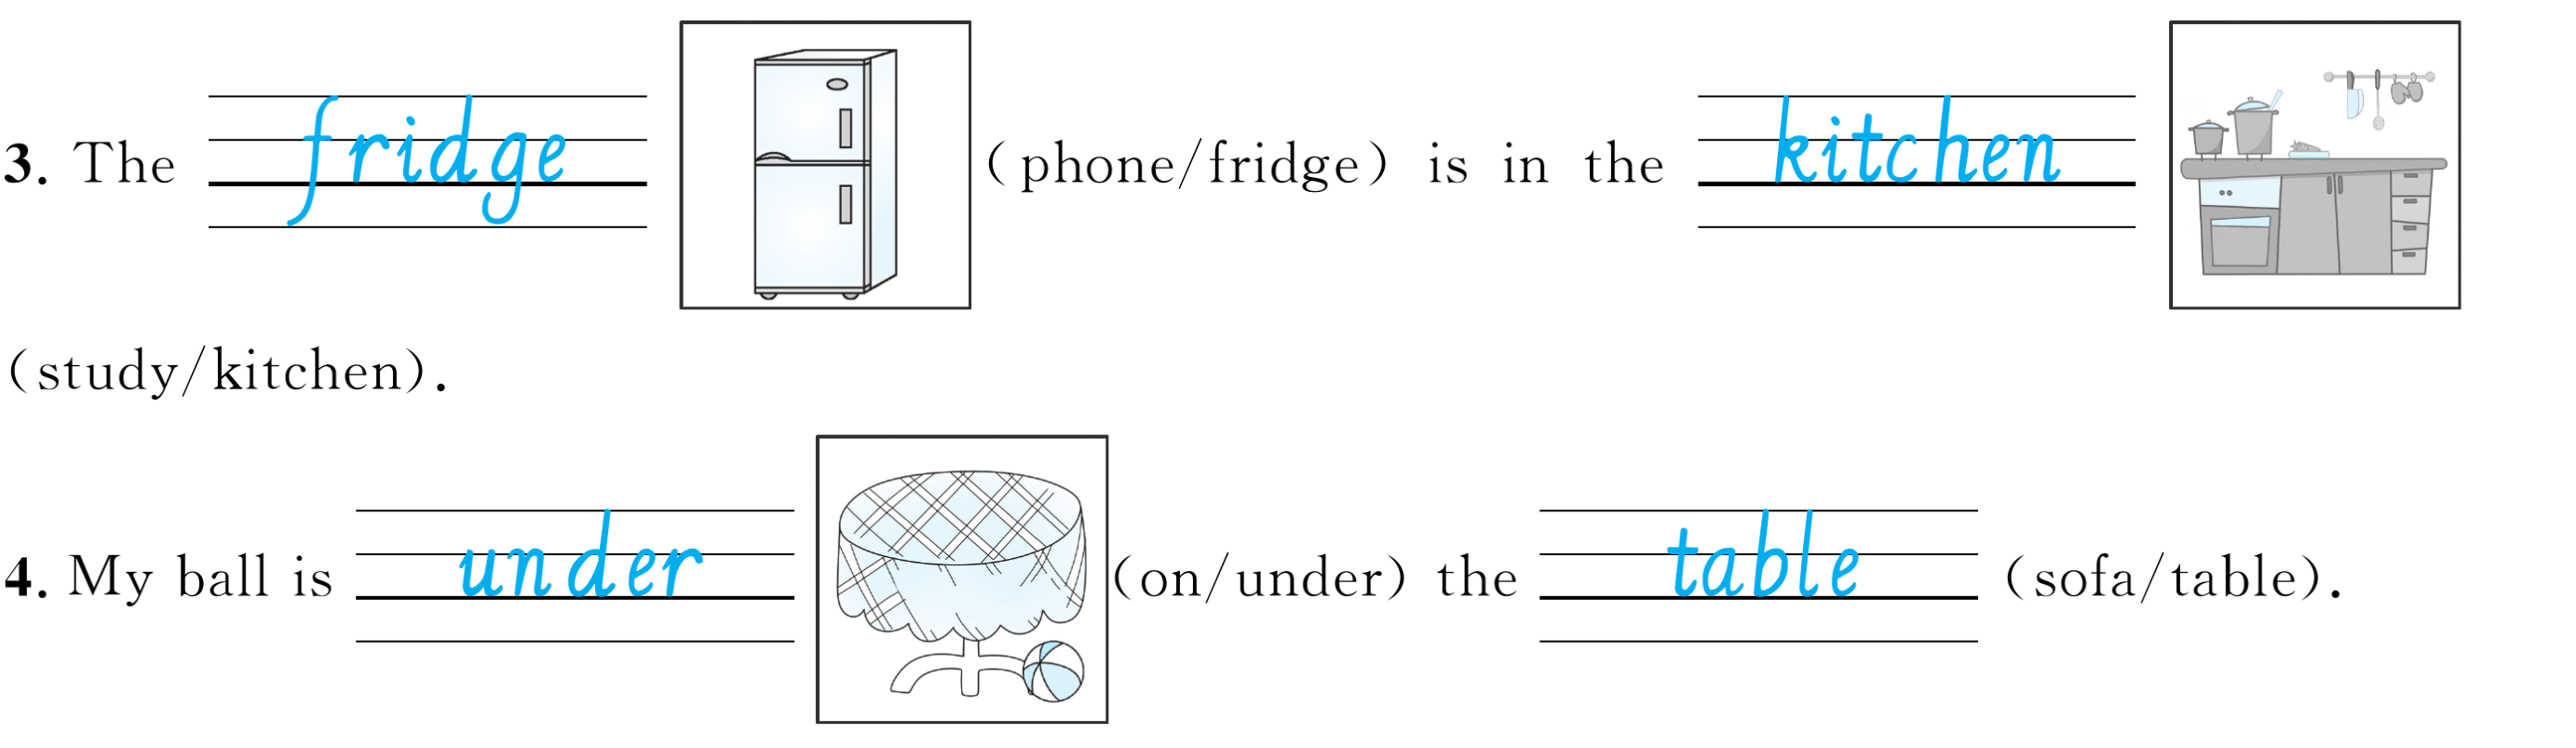 3. The fridge (phone/fridge) is in the kitchen
(study/kitchen).
4. My ball is under (on/under) the table (sofa/table).